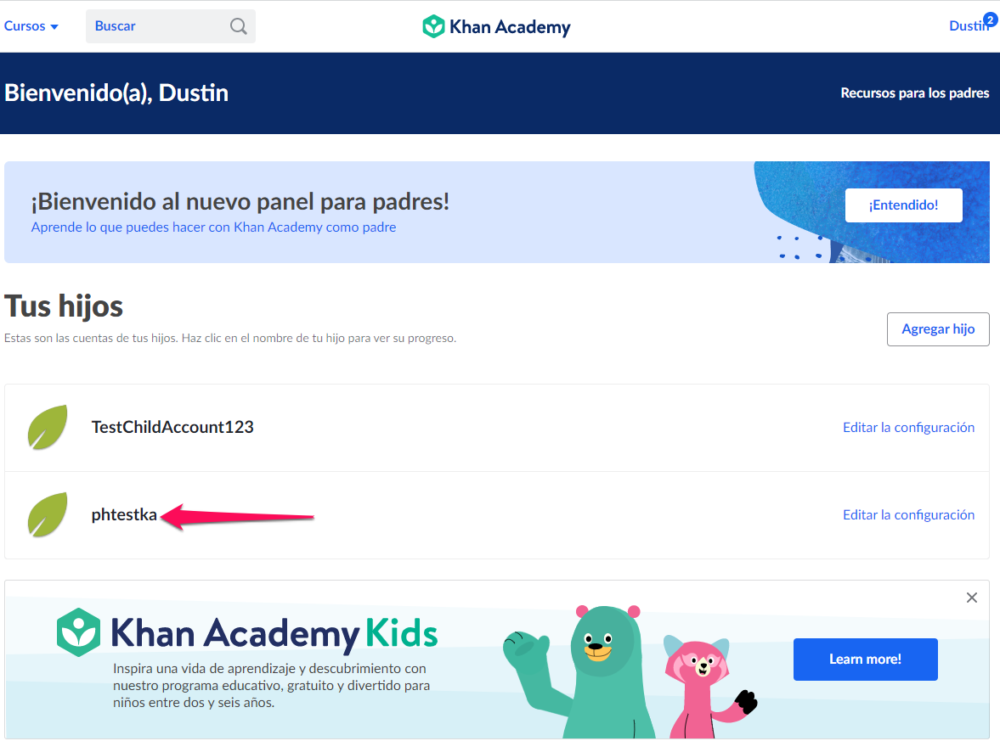 Cursos
Buscar
Khan Academy
Dustin
2
Bienvenido(a), Dustin
Recursos para los padres
¡Bienvenido al nuevo panel para padres!
Aprende lo que puedes hacer con Khan Academy como padre
¡Entendido!
Tus hijos
Estas son las cuentas de tus hijos. Haz clic en el nombre de tu hijo para ver su progreso.
Agregar hijo
TestChildAccount123
Editar la configuración
phtestka
Editar la configuración
Khan Academy Kids
Inspira una vida de aprendizaje y descubrimiento con
nuestro programa educativo, gratuito y divertido para
niños entre dos y seis años.
Learn more!